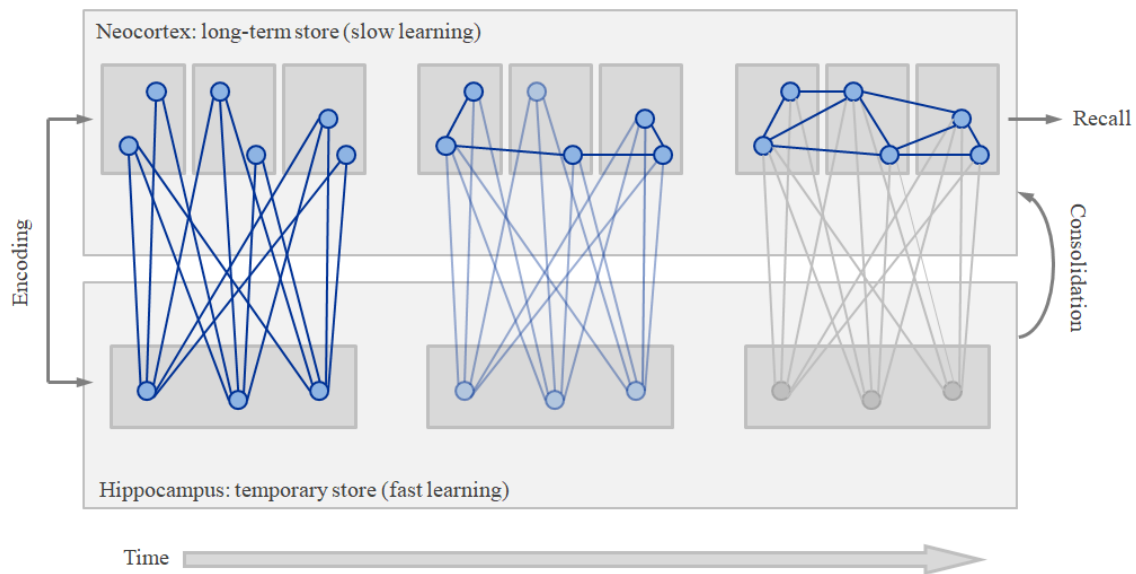 Neocortex: long-term store (slow learning)
Recall
Encoding
Consolidation
Hippocampus: temporary store (fast learning)
Time